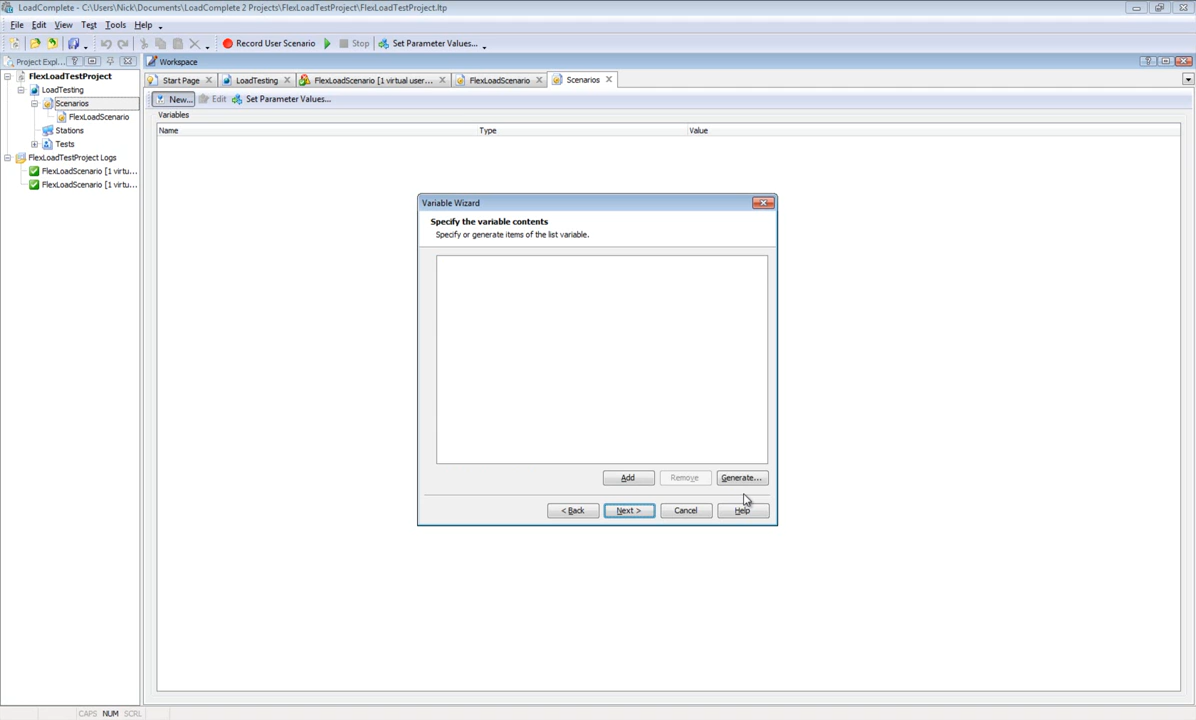 LoadComplete - C:\Users\Nick\Documents\LoadComplete 2 Projects\FlexLoadTestProject\FlexLoadTestProject.ltp
File Edit View Test Tools Help
Record User Scenario Stop Set Parameter Values...
Project Expl... Workspace
FlexLoadTestProject
LoadTesting
Scenarios
FlexLoadScenario
Stations
Tests
FlexLoadTestProject Logs
FlexLoadScenario [1 virtu...
FlexLoadScenario [1 virtu...
Start Page LoadTesting FlexLoadScenario [1 virtual user... FlexLoadScenario Scenarios
New... Edit Set Parameter Values...
Variables
Name Type Value
Variable Wizard
Specify the variable contents
Specify or generate items of the list variable.
Add Remove Generate...
< Back Next > Cancel Help
CAPS NUM SCRL